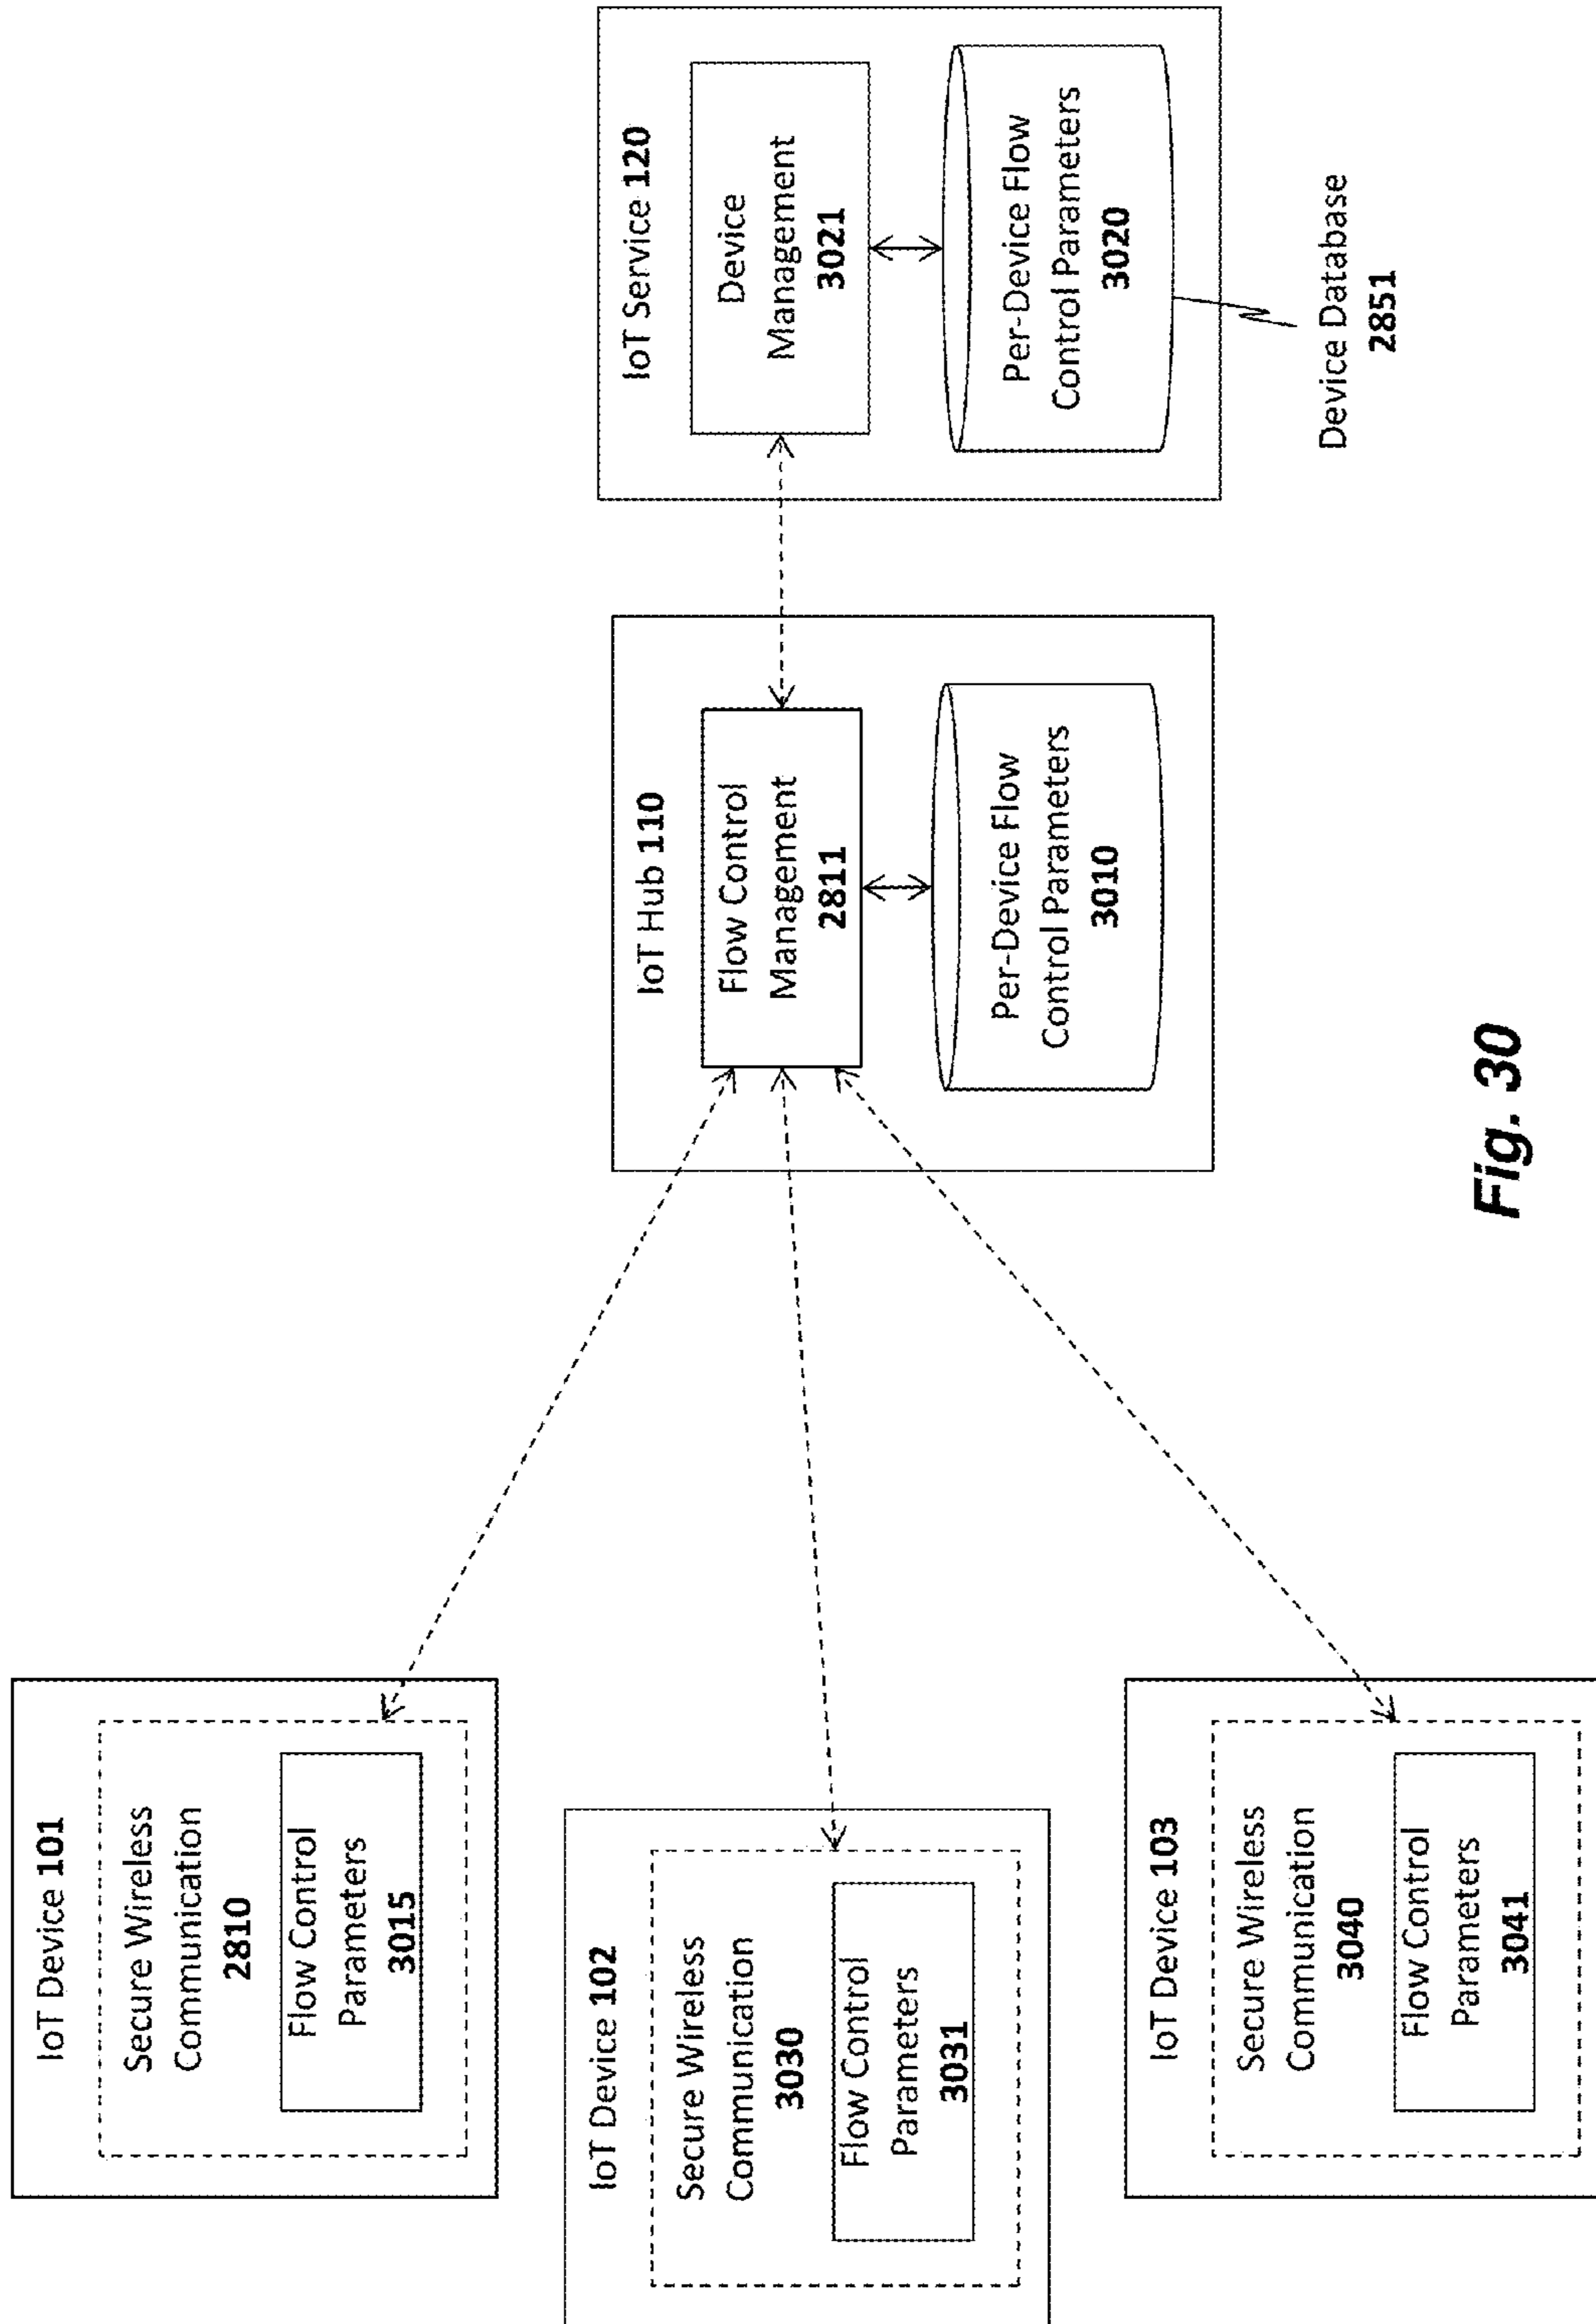 IoT Device 101
Secure Wireless
Communication
2810
Flow Control
Parameters
3015
IoT Device 102
Secure Wireless
Communication
3030
Flow Control
Parameters
3031
IoT Device 103
Secure Wireless
Communication
3040
Flow Control
Parameters
3041
IoT Hub 110
Flow Control
Management
2811
Per-Device Flow
Control Parameters
3010
IoT Service 120
Device
Management
3021
Per-Device Flow
Control Parameters
3020
Device Database
2851
Fig. 30